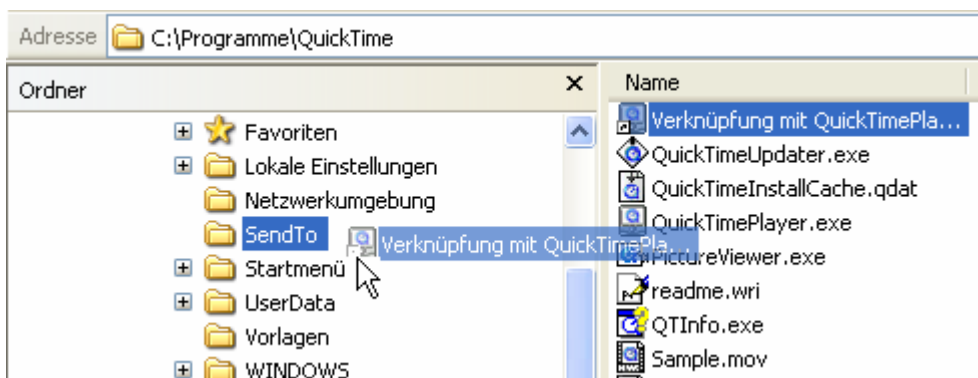 Adresse C:\Programme\QuickTime
Ordner
Favoriten
Lokale Einstellungen
Netzwerkumgebung
SendTo
Verknüpfung mit QuickTimePla...
Startmenü
UserData
Vorlagen
WINDOWS
Name
Verknüpfung mit QuickTimePla...
QuickTimeUpdater.exe
QuickTimeInstallCache.qdat
QuickTimePlayer.exe
PictureViewer.exe
readme.wri
QTInfo.exe
Sample.mov